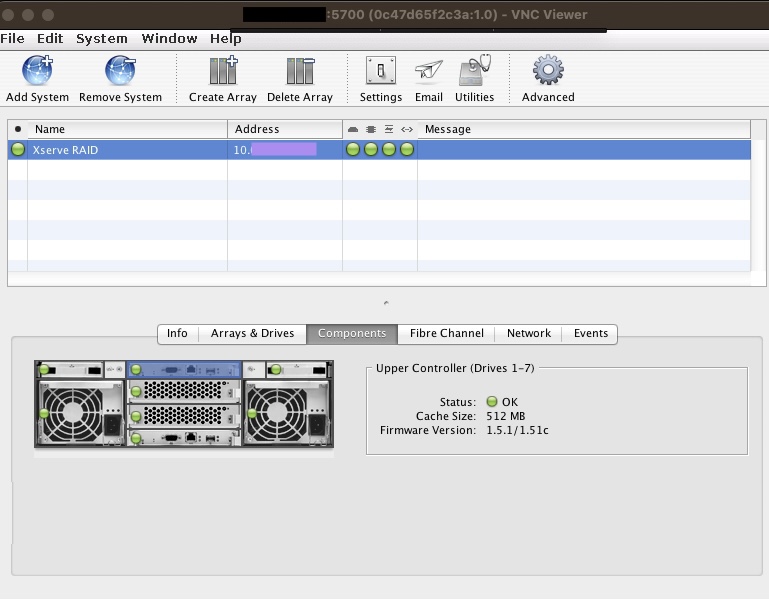 :5700 (0c47d65f2c3a:1.0) - VNC Viewer
File Edit System Window Help
Add System Remove System Create Array Delete Array Settings Email Utilities Advanced
Name Address Message
Xserve RAID 10.
Info Arrays & Drives Components Fibre Channel Network Events
Upper Controller (Drives 1-7)
Status: OK
Cache Size: 512 MB
Firmware Version: 1.5.1/1.51c